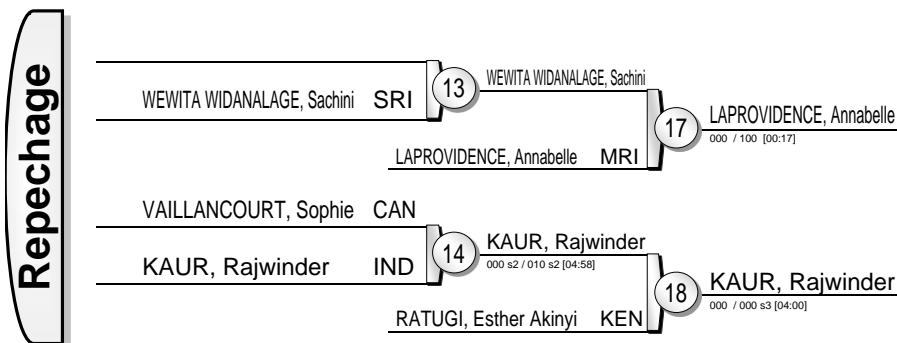 Repechage
WEWITA WIDANALAGE, Sachini SRI
13
WEWITA WIDANALAGE, Sachini
LAPROVIDENCE, Annabelle MRI
17
LAPROVIDENCE, Annabelle
000 / 100 [00:17]
VAILLANCOURT, Sophie CAN
KAUR, Rajwinder IND
14
KAUR, Rajwinder
000 s2 / 010 s2 [04:58]
RATUGI, Esther Akinyi KEN
18
KAUR, Rajwinder
000 / 000 s3 [04:00]